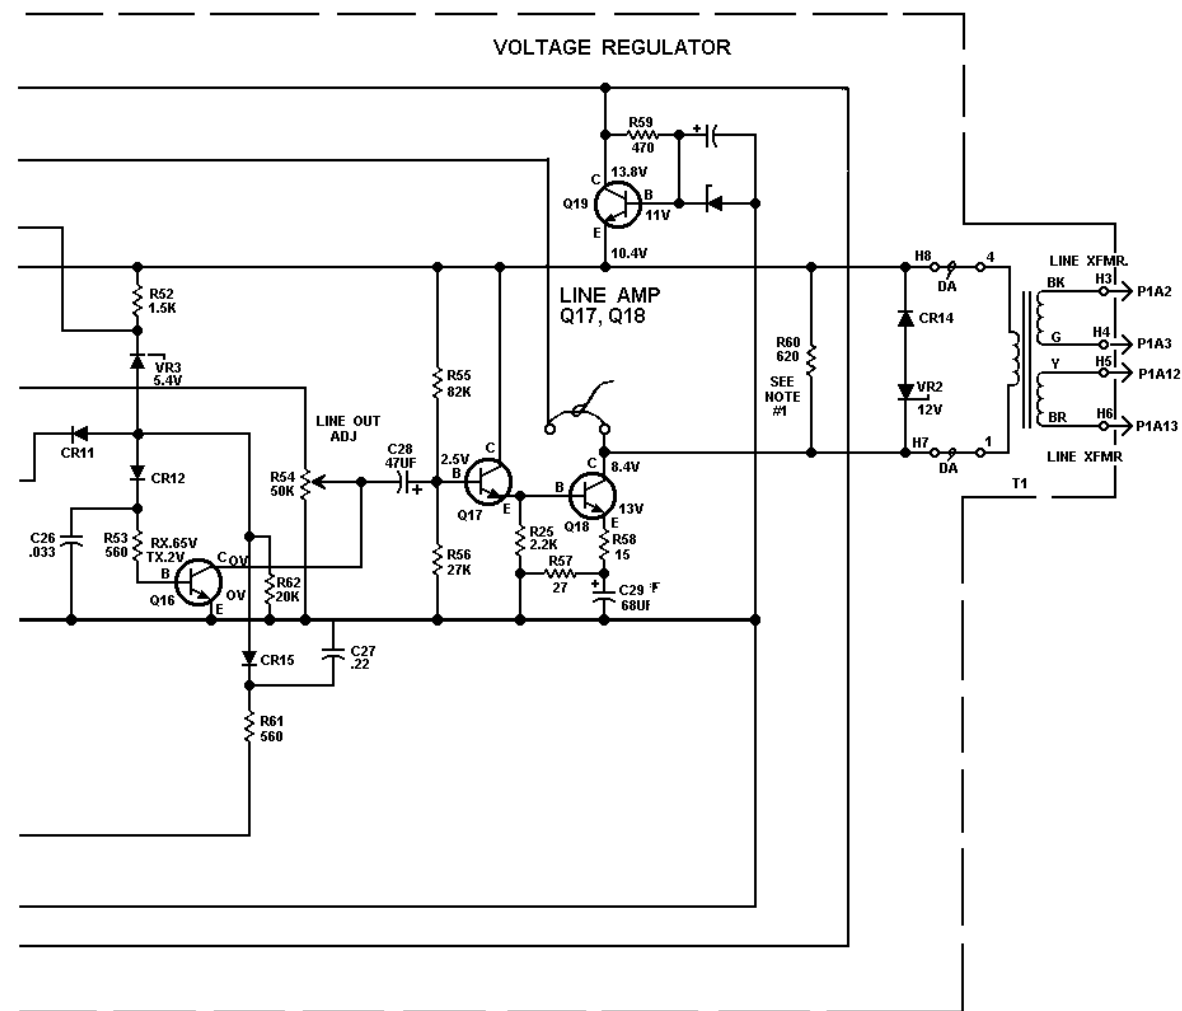 VOLTAGE REGULATOR
R59
470
+
C
13.8V
Q19
B
11V
E
10.4V
H8
4
DA
LINE XFMR.
BK
H3
P1A2
G
H4
P1A3
Y
H5
P1A12
BR
H6
P1A13
LINE XFMR
T1
LINE AMP
Q17, Q18
R52
1.5K
VR3
5.4V
CR14
R60
620
SEE
NOTE
#1
VR2
12V
H7
1
DA
R55
82K
LINE OUT
ADJ
CR11
CR12
R54
50K
C28
47UF
+
2.5V
B
C
Q17
E
C
8.4V
B
Q18
13V
E
C26
.033
R53
560
RX.65V
TX.2V
B
C
OV
Q16
OV
E
R62
20K
R56
27K
R25
2.2K
R57
27
R58
15
+
C29
F
68UF
CR15
C27
.22
R61
560